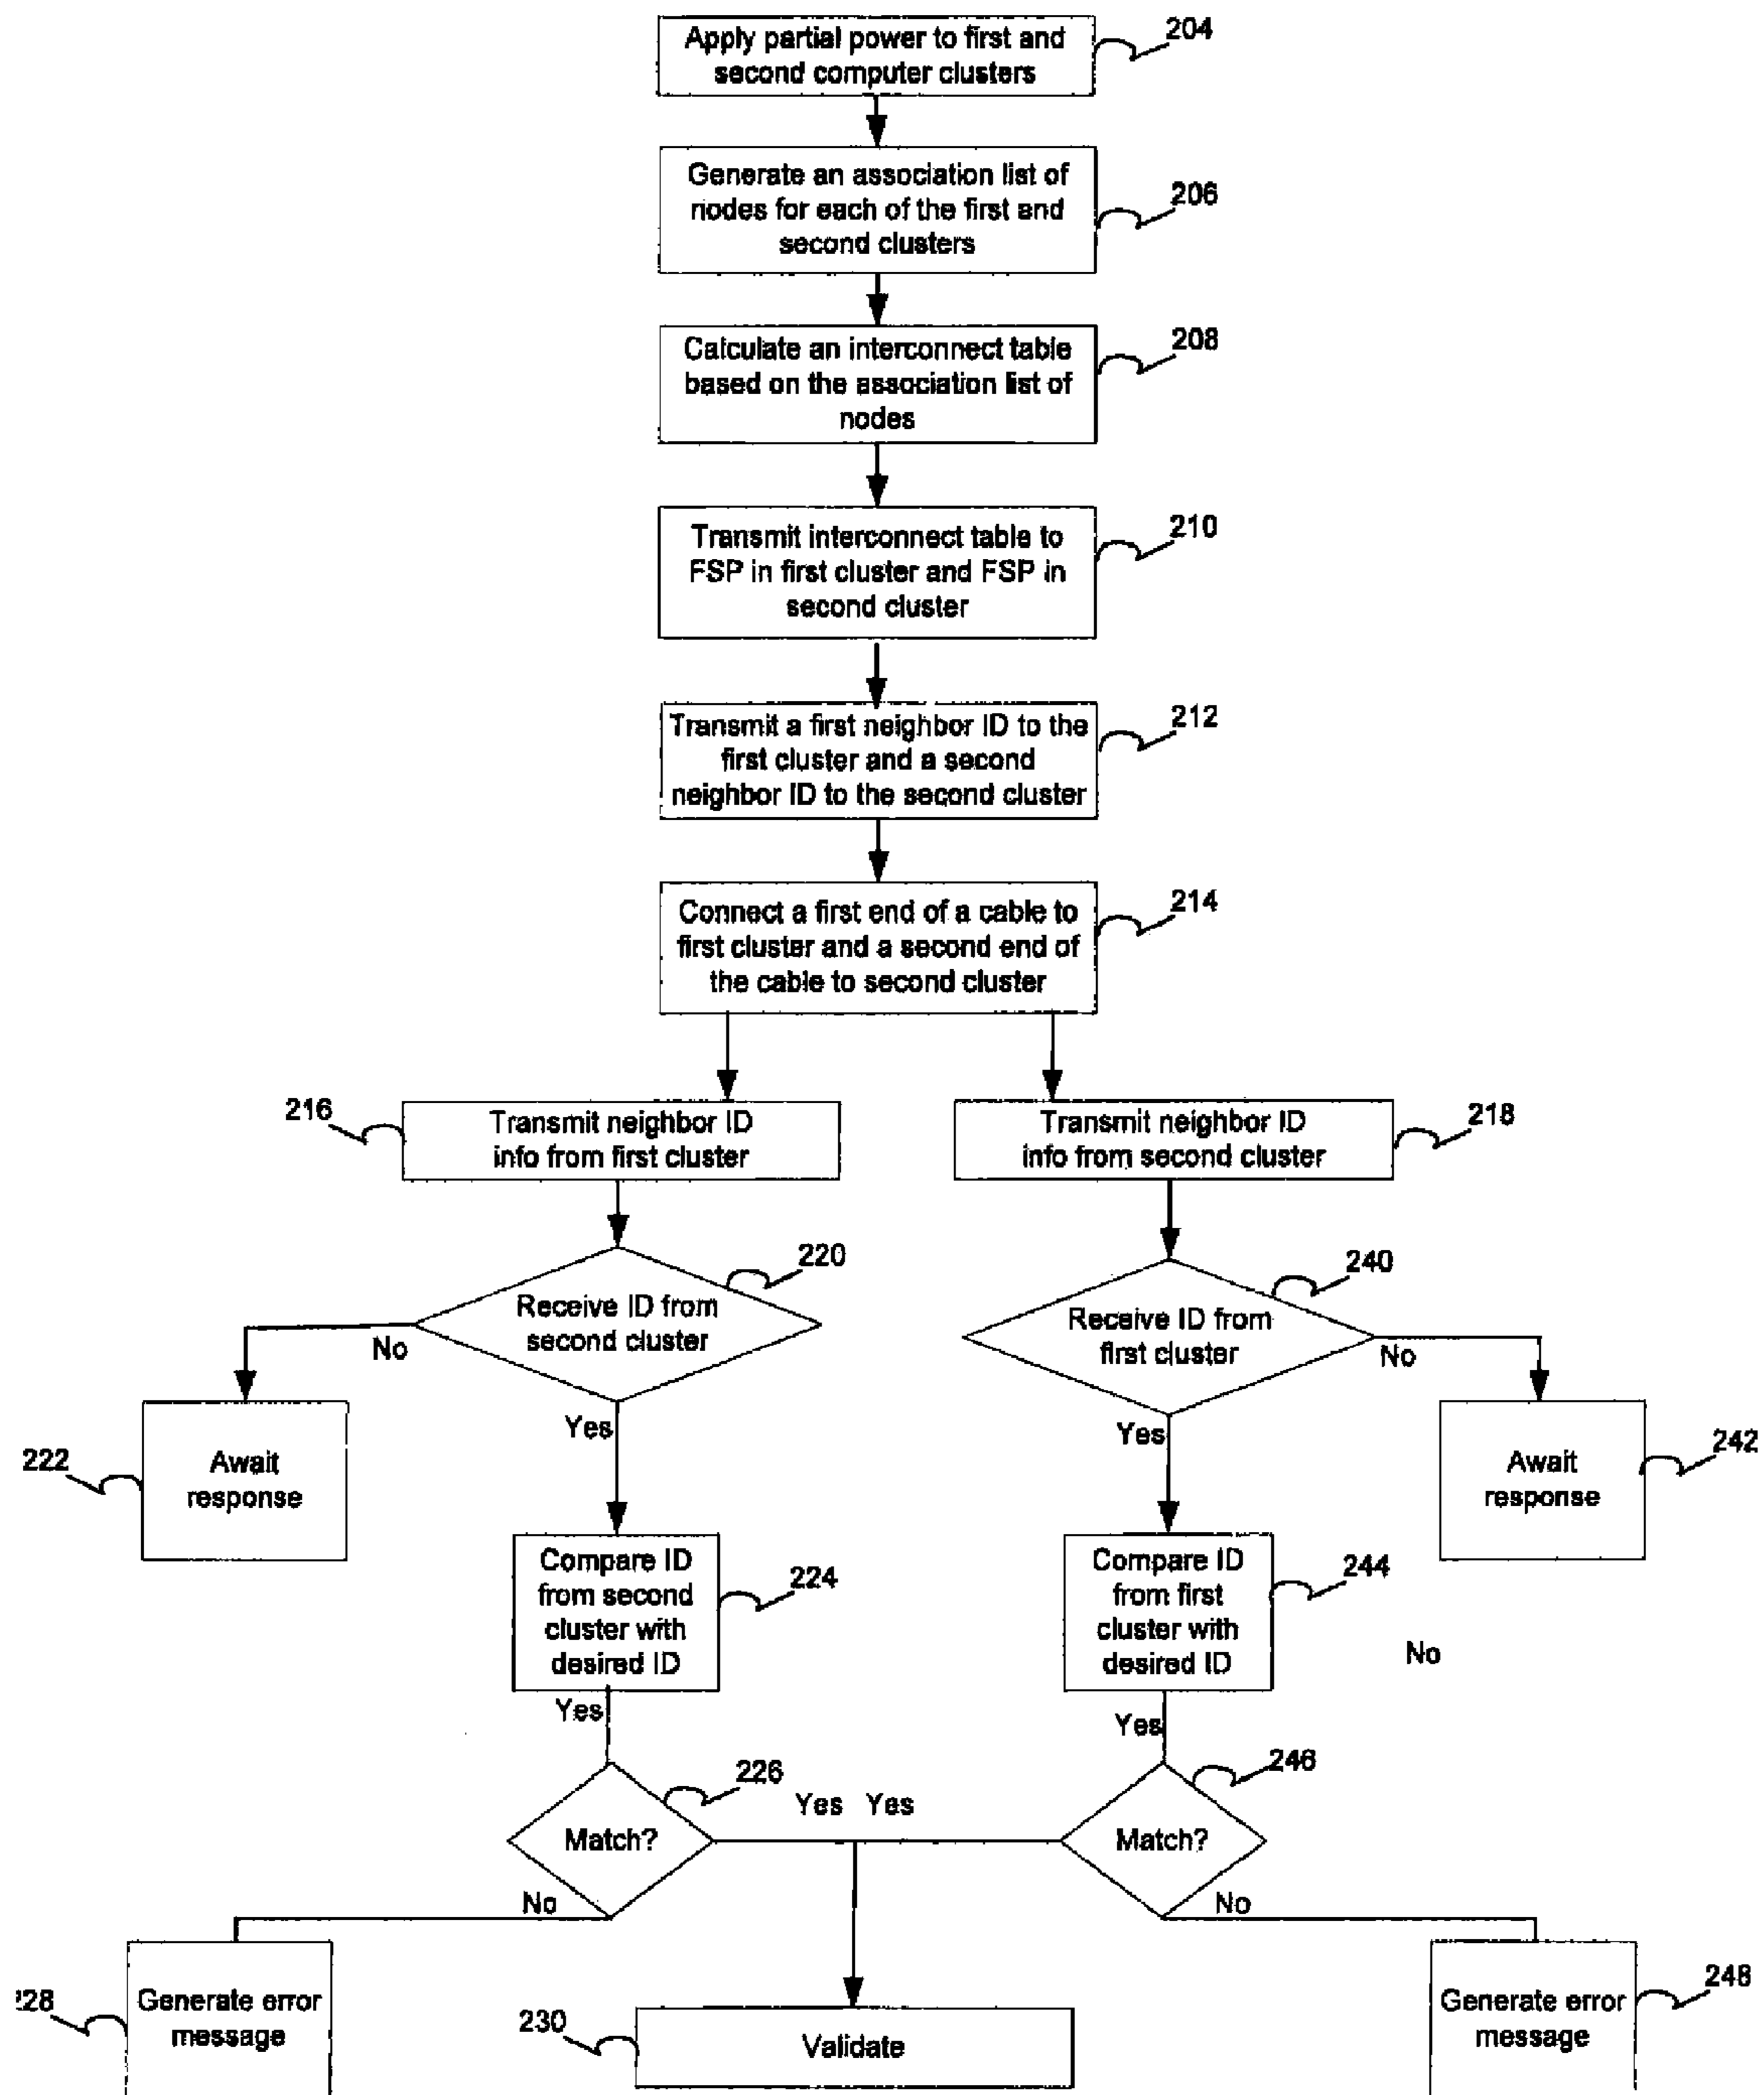 Apply partial power to first and
second computer clusters
204
Generate an association list of
nodes for each of the first and
second clusters
206
Calculate an interconnect table
based on the association list of
nodes
208
Transmit interconnect table to
FSP in first cluster and FSP in
second cluster
210
Transmit a first neighbor ID to the
first cluster and a second
neighbor ID to the second cluster
212
Connect a first end of a cable to
first cluster and a second end of
the cable to second cluster
214
216
Transmit neighbor ID
info from first cluster
Transmit neighbor ID
info from second cluster
218
220
Receive ID from
second cluster
No
Yes
240
Receive ID from
first cluster
No
Yes
222
Await
response
242
Await
response
Compare ID
from second
cluster with
desired ID
224
Yes
Compare ID
from first
cluster with
desired ID
244
No
Yes
226
Match?
Yes Yes
246
Match?
No
No
228
Generate error
message
230
Validate
248
Generate error
message